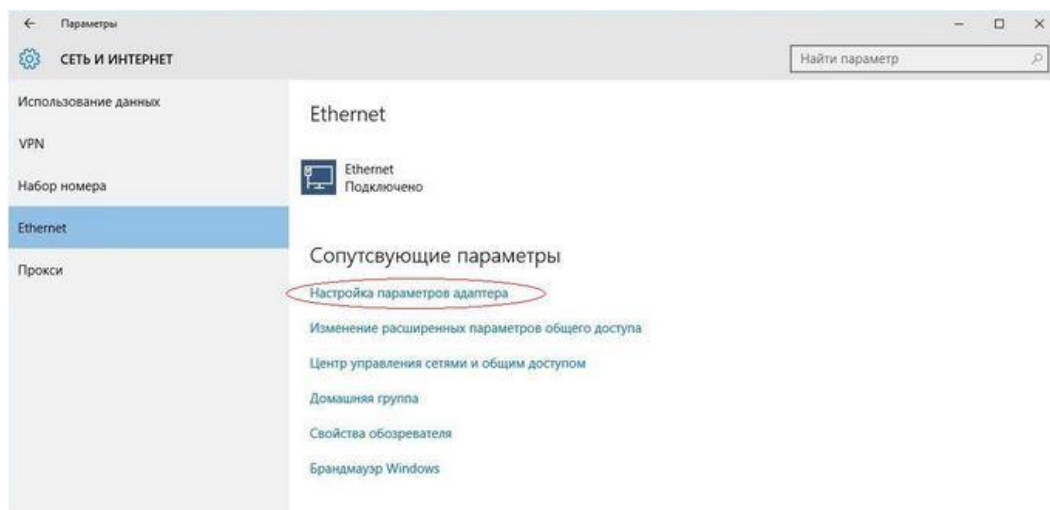 Параметры
СЕТЬ И ИНТЕРНЕТ
Найти параметр
Использование данных
VPN
Набор номера
Ethernet
Прокси
Ethernet
Ethernet
Подключено
Сопутсвующие параметры
Настройка параметров адаптера
Изменение расширенных параметров общего доступа
Центр управления сетями и общим доступом
Домашняя группа
Свойства обозревателя
Брандмауэр Windows